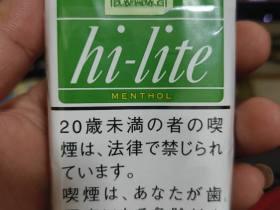 hi-lite
MENTHOL
20歳未満の者の喫
煙は、法律で禁じられ
ています。
喫煙は、あなたが歯